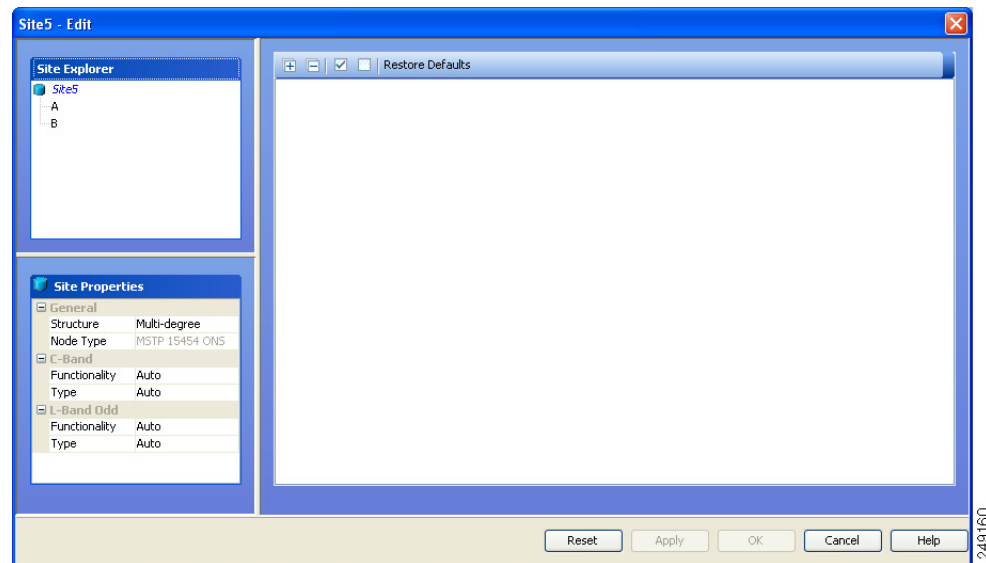 Site5 - Edit
Site Explorer
Site5
A
B
Restore Defaults
Site Properties
General
Structure Multi-degree
Node Type MSTP 15454 ONS
C-Band
Functionality Auto
Type Auto
L-Band Odd
Functionality Auto
Type Auto
Reset Apply OK Cancel Help
249160